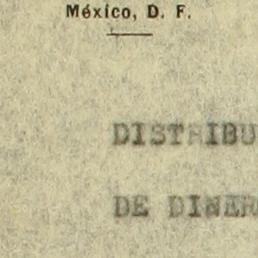 México, D. F.
DISTRIBU
DE DINER